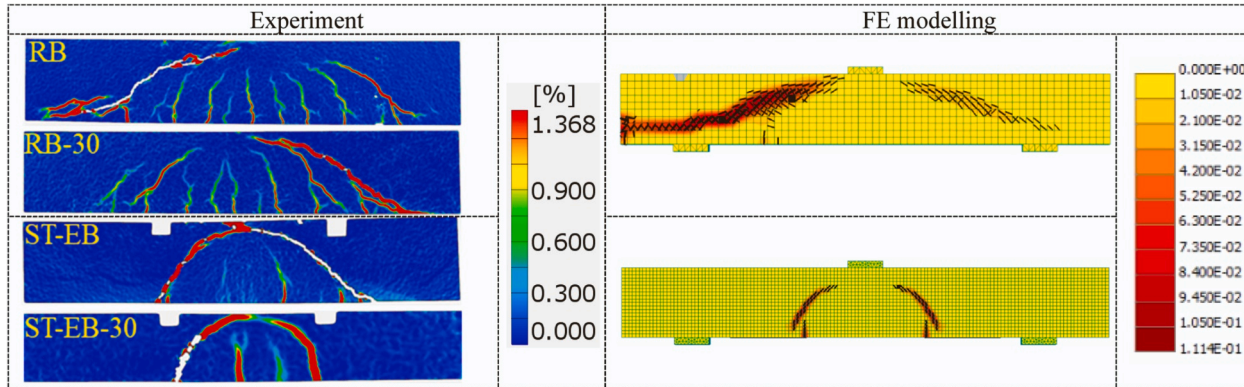 Experiment
FE modelling
RB
RB-30
ST-EB
ST-EB-30
[%]
1.368
0.900
0.600
0.300
0.000
0.000E+00
1.050E-02
2.100E-02
3.150E-02
4.200E-02
5.250E-02
6.300E-02
7.350E-02
8.400E-02
9.450E-02
1.050E-01
1.114E-01